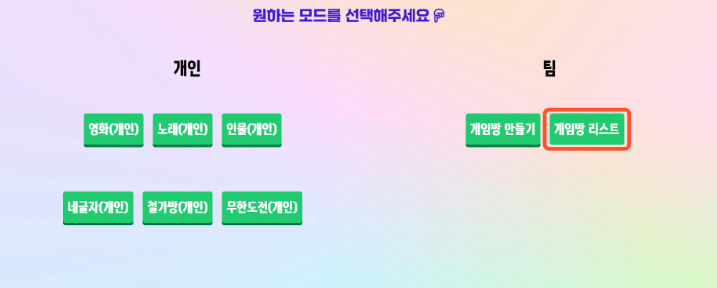 원하는 모드를 선택해주세요
개인
팀
영화(개인) 노래(개인) 인물(개인)
게임방 만들기 게임방 리스트
네글자(개인) 철가방(개인) 무한도전(개인)